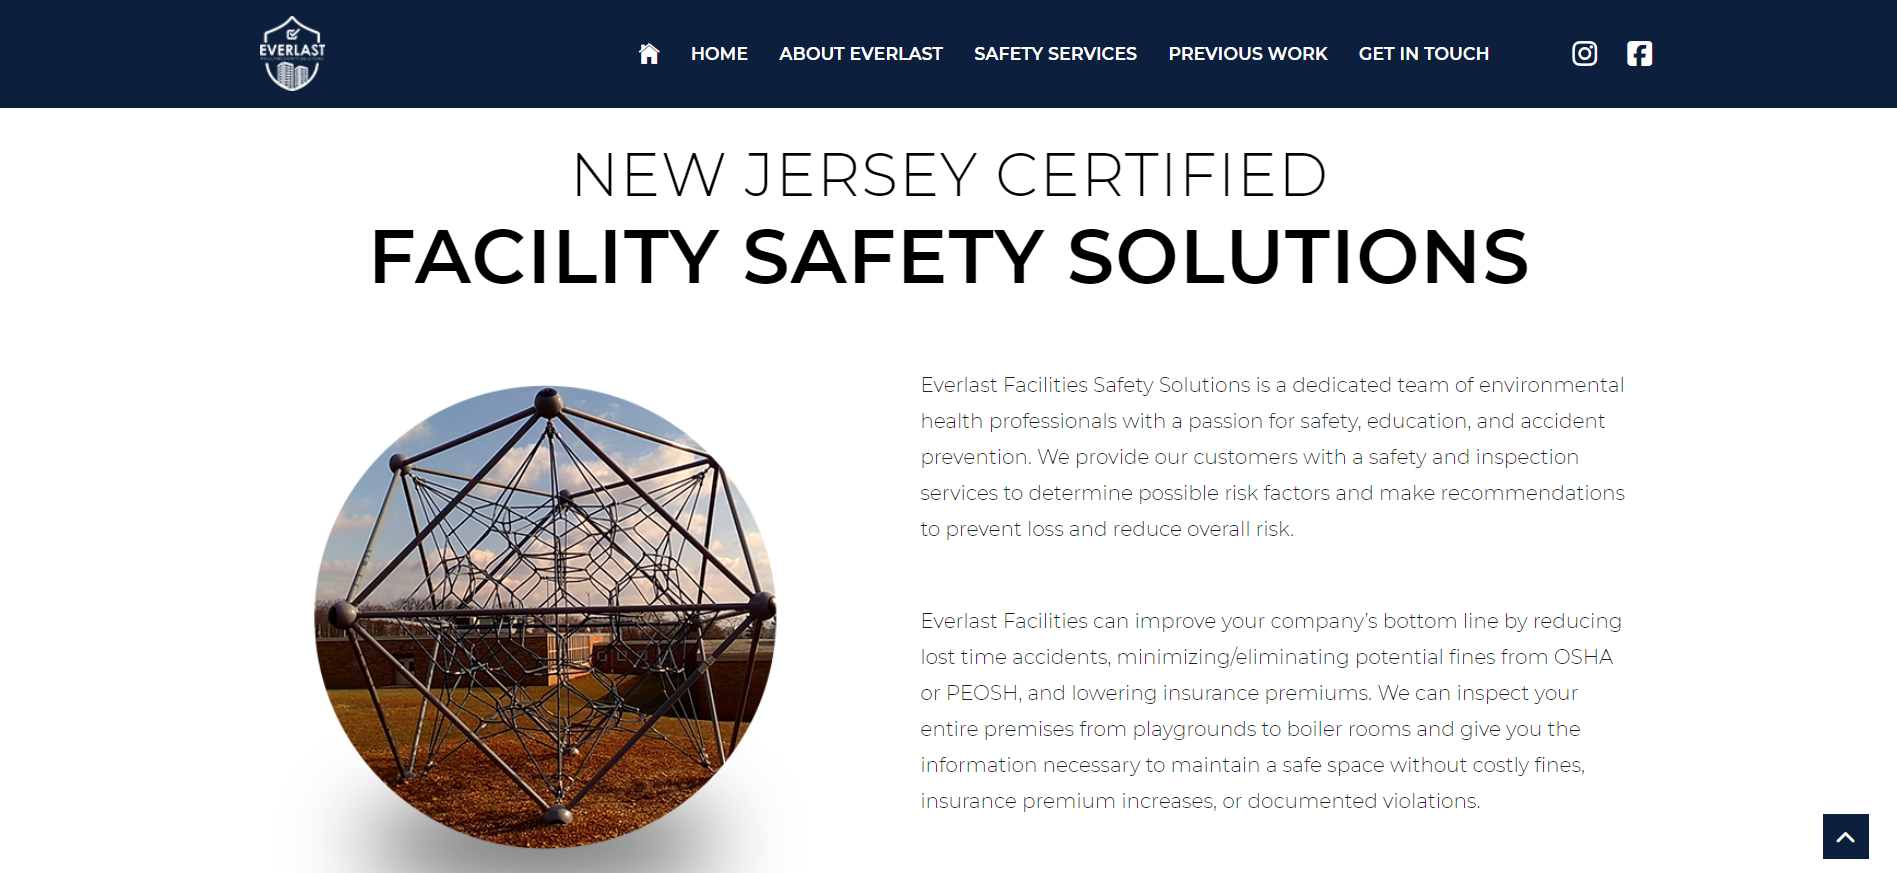 EVERLAST
HOME
ABOUT EVERLAST
SAFETY SERVICES
PREVIOUS WORK
GET IN TOUCH
NEW JERSEY CERTIFIED
FACILITY SAFETY SOLUTIONS
Everlast Facilities Safety Solutions is a dedicated team of environmental
health professionals with a passion for safety, education, and accident
prevention. We provide our customers with a safety and inspection
services to determine possible risk factors and make recommendations
to prevent loss and reduce overall risk.
Everlast Facilities can improve your company’s bottom line by reducing
lost time accidents, minimizing/eliminating potential fines from OSHA
or PEOSH, and lowering insurance premiums. We can inspect your
entire premises from playgrounds to boiler rooms and give you the
information necessary to maintain a safe space without costly fines,
insurance premium increases, or documented violations.